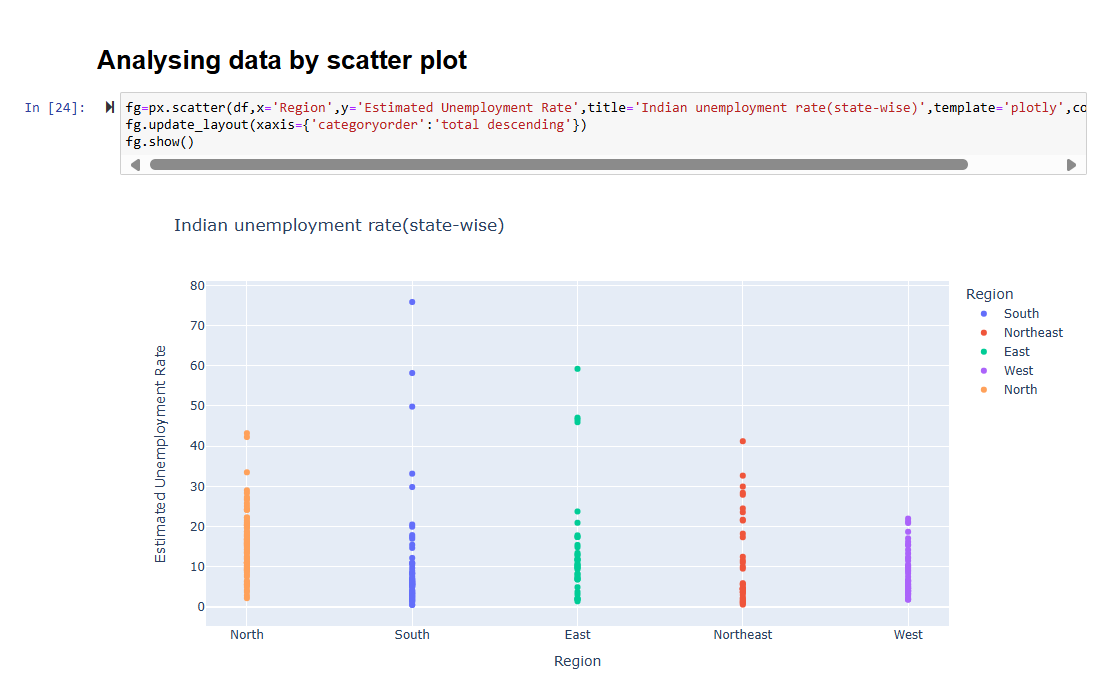 Analysing data by scatter plot
In [24]:
fg=px.scatter(df,x='Region',y='Estimated Unemployment Rate',title='Indian unemployment rate(state-wise)',template='plotly',co
fg.update_layout(xaxis={'categoryorder':'total descending'})
fg.show()
Indian unemployment rate(state-wise)
80
70
60
50
40
30
20
10
0
Estimated Unemployment Rate
North South East Northeast West
Region
Region
South
Northeast
East
West
North